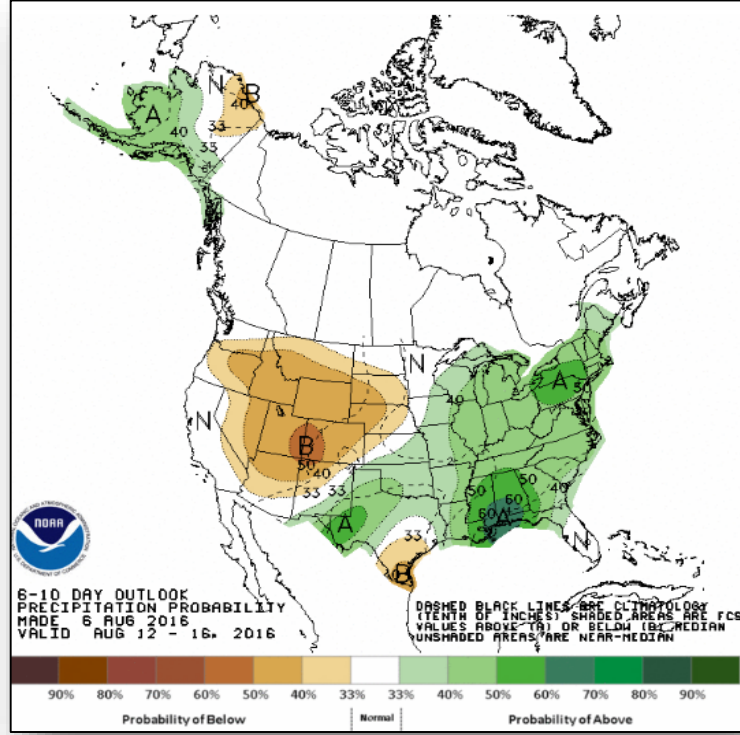 N
B
40
A
40
33
33
N
40
A
50
N
B
50
40
33
33
50
50
60
40
60
A
A
33
N
B
NOAA
6-10 DAY OUTLOOK
PRECIPITATION PROBABILITY
MADE 6 AUG 2016
VALID AUG 12 - 16, 2016
DASHED BLACK LINES ARE CLIMATOLOGY
(TENTH OF INCHES) SHADED AREAS ARE FCST
VALUES ABOVE (A) OR BELOW (B) MEDIAN
UNSHADED AREAS ARE NEAR-MEDIAN
90% 80% 70% 60% 50% 40% 33% 33% 40% 50% 60% 70% 80% 90%
Probability of Below Normal Probability of Above